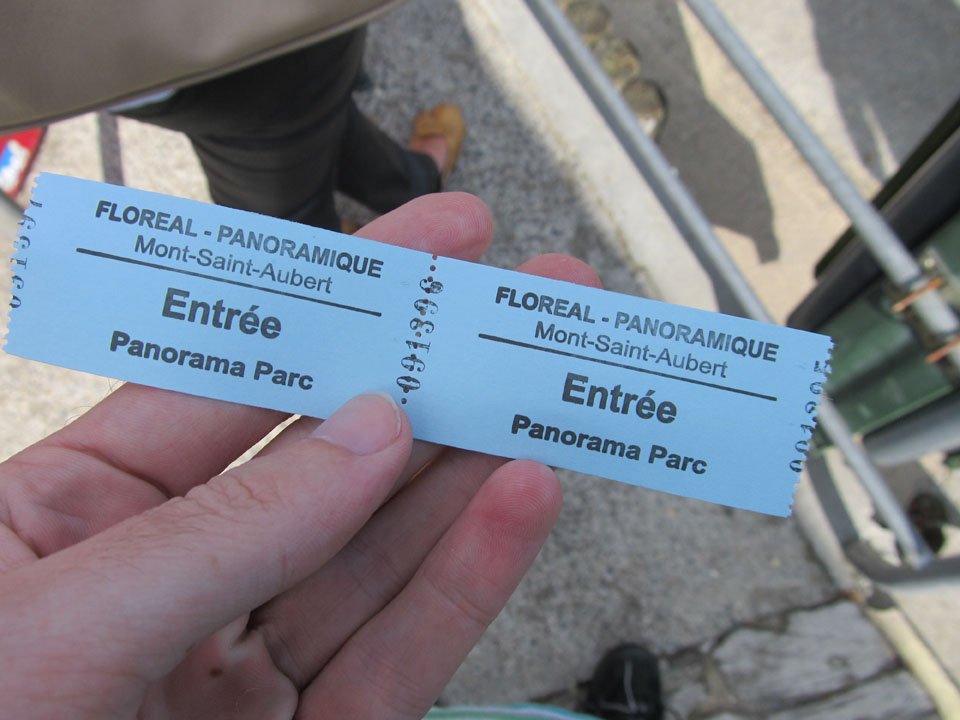 FLOREAL - PANORAMIQUE
Mont-Saint-Aubert
Entrée
Panorama Parc
FLOREAL - PANORAMIQUE
Mont-Saint-Aubert
Entrée
Panorama Parc